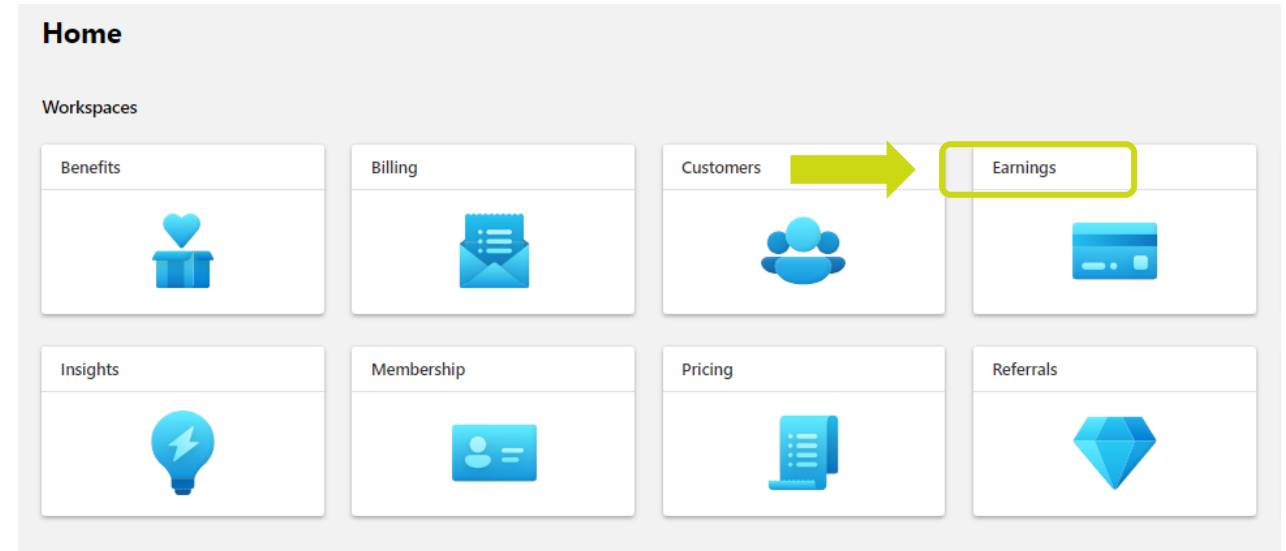 Home
Workspaces
Benefits
Billing
Customers
Earnings
Insights
Membership
Pricing
Referrals